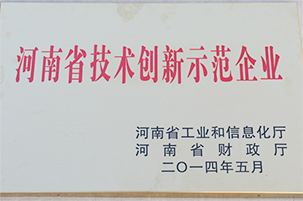 河南省技术创新示范企业
河南省工业和信息化厅
河南省财政厅
二〇一四年五月